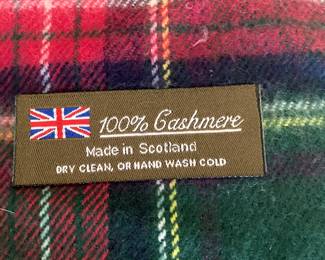 100% Cashmere
Made in Scotland
DRY CLEAN, OR HAND WASH COLD